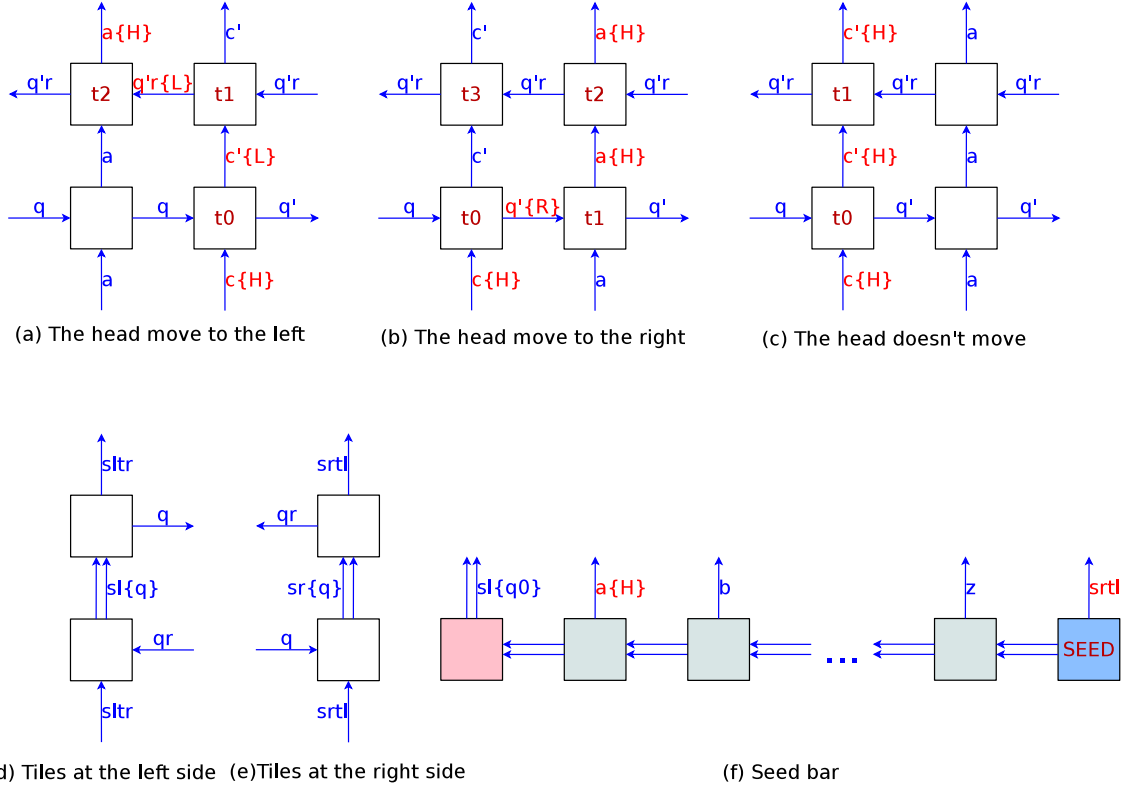 a{H} c' c' a{H} c'{H} a
q'r t2 q'r{L} t1 q'r q'r t3 q'r t2 q'r q'r t1 q'r q'r
a c'{L} c' a{H} c'{H} a
q q t0 q' q t0 q'{R} t1 q' q t0 q' q'
a c{H} c{H} a c{H} a
(a) The head move to the left (b) The head move to the right (c) The head doesn't move
sltr srtl
q qr
sl{q} sr{q} sl{q0} a{H} b z srtl
qr q ... SEED
sltr srtl
d) Tiles at the left side (e)Tiles at the right side (f) Seed bar